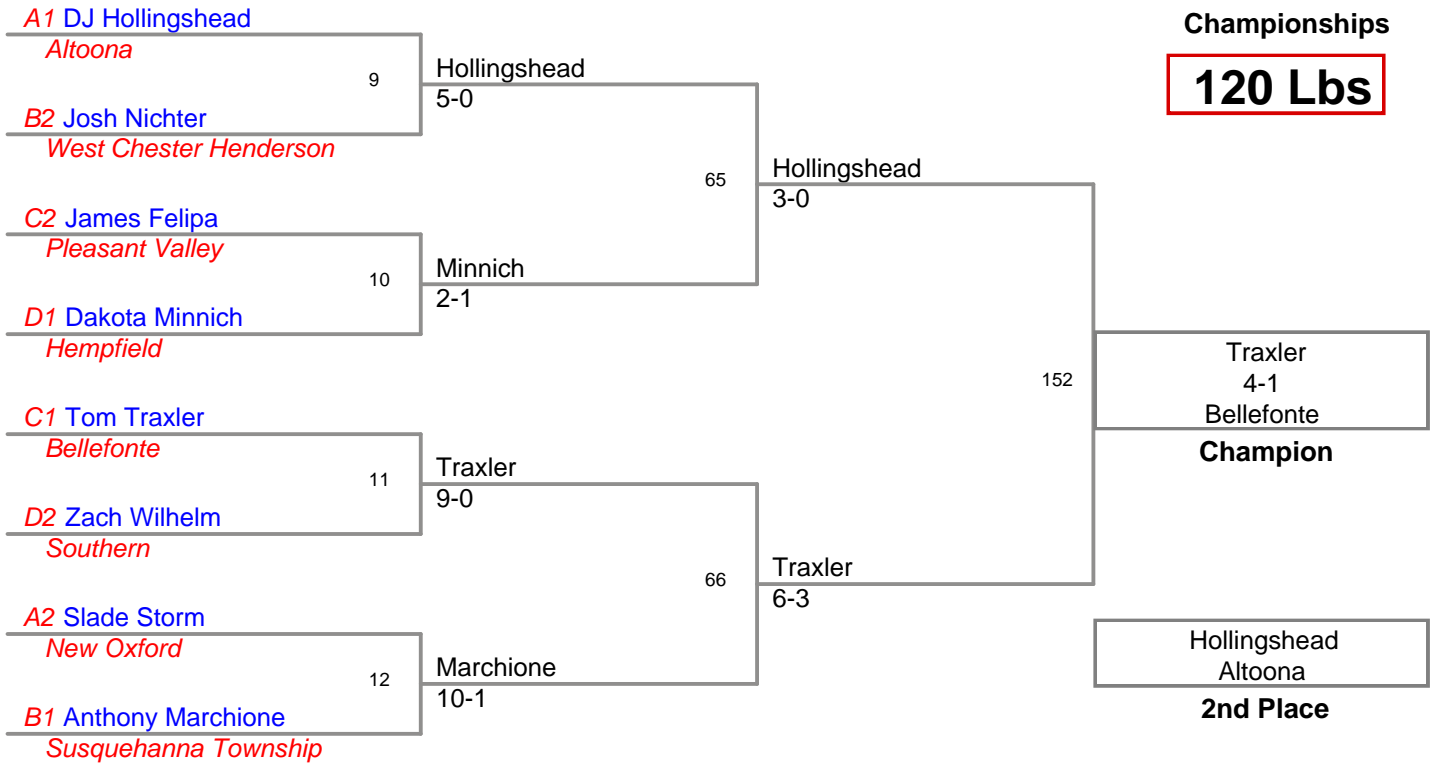 A1 DJ Hollingshead
Altoona
9
Hollingshead
5-0
B2 Josh Nichter
West Chester Henderson
65
Hollingshead
3-0
C2 James Felipa
Pleasant Valley
10
Minnich
2-1
D1 Dakota Minnich
Hempfield
C1 Tom Traxler
Bellefonte
11
Traxler
9-0
D2 Zach Wilhelm
Southern
66
Traxler
6-3
A2 Slade Storm
New Oxford
12
Marchione
10-1
B1 Anthony Marchione
Susquehanna Township
Championships
120 Lbs
152
Traxler
4-1
Bellefonte
Champion
Hollingshead
Altoona
2nd Place